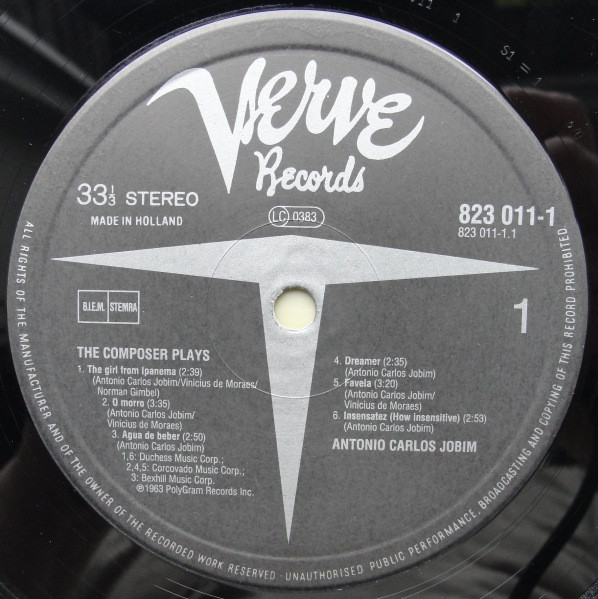 Verve
Records
33⅓ STEREO
MADE IN HOLLAND
LC 0383
823 011-1
823 011-1.1
B.I.E.M. STEMRA
1
THE COMPOSER PLAYS
1. The girl from Ipanema (2:39)
(Antonio Carlos Jobim/Vinicius de Moraes/
Norman Gimbel)
2. O morro (3:35)
(Antonio Carlos Jobim/
Vinicius de Moraes)
3. Agua de beber (2:50)
(Antonio Carlos Jobim)
1,6: Duchess Music Corp.;
2,4,5: Corcovado Music Corp.;
3: Bexhill Music Corp.
℗1963 PolyGram Records Inc.
4. Dreamer (2:35)
(Antonio Carlos Jobim)
5. Favela (3:20)
(Antonio Carlos Jobim/
Vinicius de Moraes)
6. Insensatez (How insensitive) (2:53)
(Antonio Carlos Jobim)
ANTONIO CARLOS JOBIM
ALL RIGHTS OF THE MANUFACTURER AND OF THE OWNER OF THE RECORDED WORK RESERVED · UNAUTHORISED PUBLIC PERFORMANCE, BROADCASTING AND COPYING OF THIS RECORD PROHIBITED